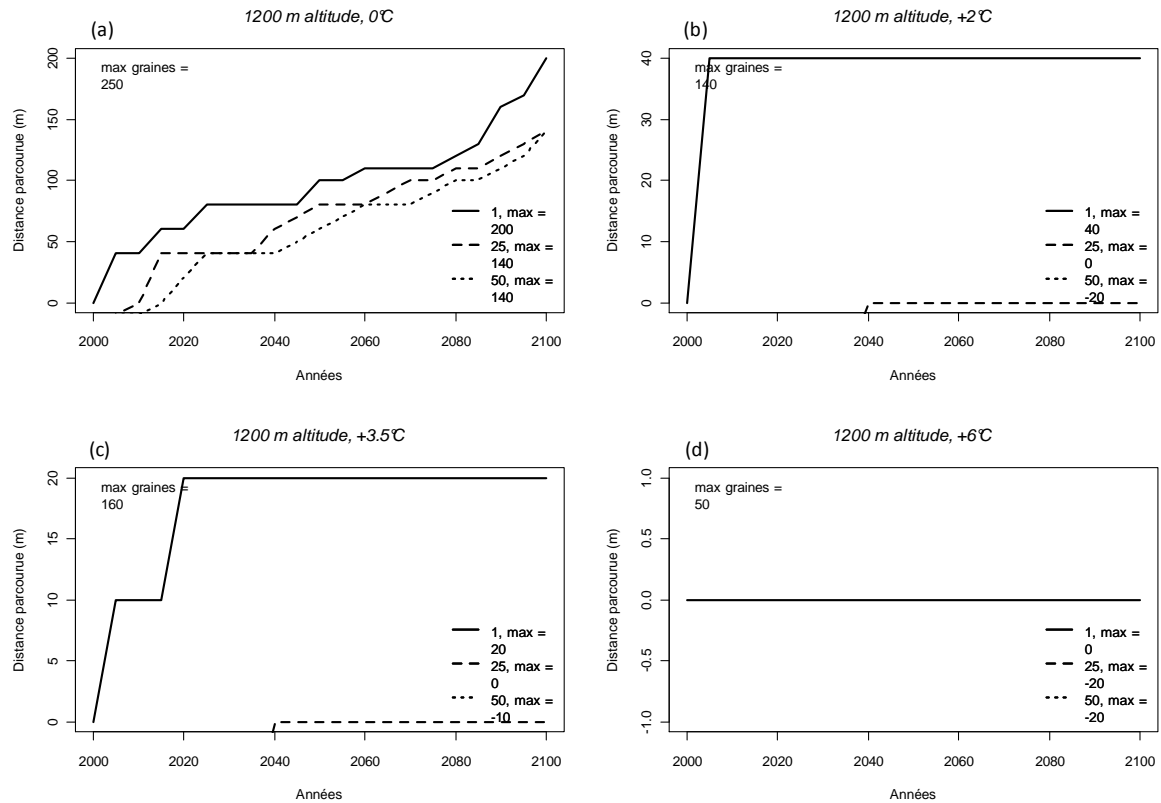 (a)
1200 m altitude, 0°C
max graines =
250
Distance parcourue (m)
200
150
100
50
0
1, max =
200
25, max =
140
50, max =
140
2000 2020 2040 2060 2080 2100
Années
(b)
1200 m altitude, +2°C
max graines =
140
Distance parcourue (m)
40
30
20
10
0
1, max =
40
25, max =
0
50, max =
-20
2000 2020 2040 2060 2080 2100
Années
(c)
1200 m altitude, +3.5°C
max graines =
160
Distance parcourue (m)
20
15
10
5
0
1, max =
20
25, max =
0
50, max =
-10
2000 2020 2040 2060 2080 2100
Années
(d)
1200 m altitude, +6°C
max graines =
50
Distance parcourue (m)
1.0
0.5
0.0
-0.5
-1.0
1, max =
0
25, max =
-20
50, max =
-20
2000 2020 2040 2060 2080 2100
Années